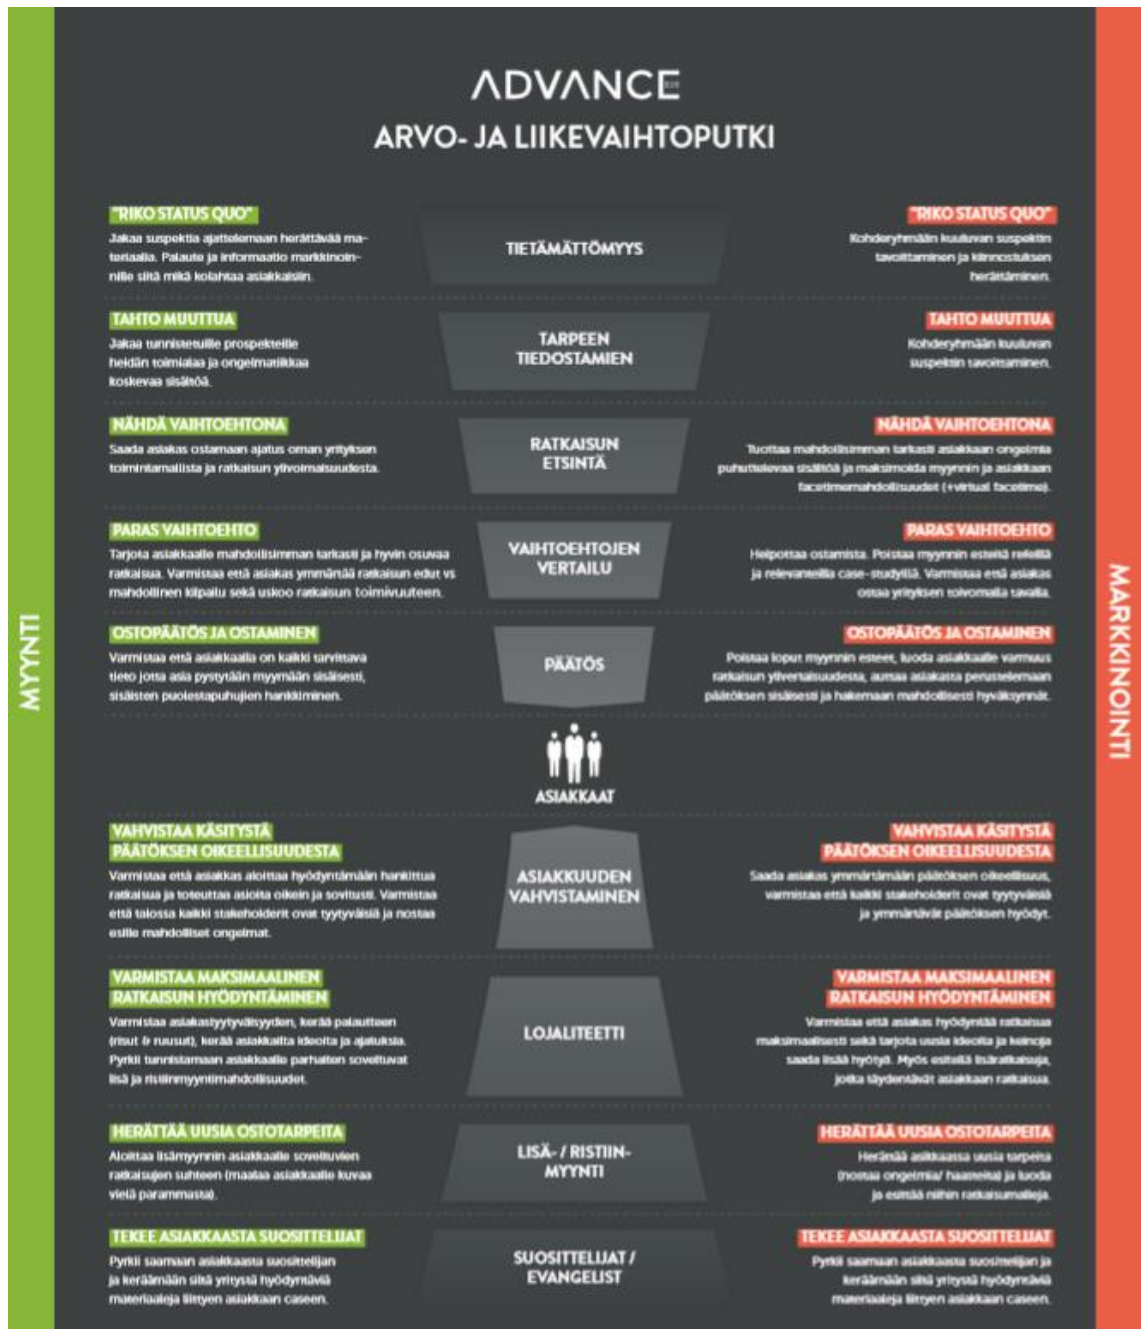 ADVANCE
ARVO- JA LIIKEVAIHTOPUTKI
MYYNTI
"RIKO STATUS QUO"
Jakaa suspektia ajattelemaan herättävää ma-
teriaalia. Palaute ja informaatio markkinoin-
nille siitä mikä kolahtaa asiakkaisiin.
TIETÄMÄTTÖMYYS
"RIKO STATUS QUO"
Kohderyhmään kuuluvan suspektin
tavoittaminen ja kiinnostuksen
herättäminen.
TAHTO MUUTTUA
Jakaa tunnistetuille prospekteille
heidän toimialaa ja ongelmatiikkaa
koskevaa sisältöä.
TARPEEN
TIEDOSTAMIEN
TAHTO MUUTTUA
Kohderyhmään kuuluvan
suspektin tavoittaminen.
NÄHDÄ VAIHTOEHTONA
Saada asiakas ostamaan ajatus oman yrityksen
toimintamallista ja ratkaisun ylivoimaisuudesta.
RATKAISUN
ETSINTÄ
NÄHDÄ VAIHTOEHTONA
Tuottaa mahdollisimman tarkasti asiakkaan ongelmia
puhuttelevaa sisältöä ja maksimoida myynnin ja asiakkaan
facetimemahdollisuudet (+virtual facetime).
PARAS VAIHTOEHTO
Tarjota asiakkaalle mahdollisimman tarkasti ja hyvin osuvaa
ratkaisua. Varmistaa että asiakas ymmärtää ratkaisun edut vs
mahdollinen kilpailu sekä uskoo ratkaisun toimivuuteen.
VAIHTOEHTOJEN
VERTAILU
PARAS VAIHTOEHTO
Helpottaa ostamista. Poistaa myynnin esteitä refeillä
ja relevanteilla case-studyillä. Varmistaa että asiakas
ostaa yrityksen toivomalla tavalla.
OSTOPÄÄTÖS JA OSTAMINEN
Varmistaa että asiakkaalla on kaikki tarvittava
tieto jotta asia pystytään myymään sisäisesti,
sisäisten puolestapuhujien hankkiminen.
PÄÄTÖS
OSTOPÄÄTÖS JA OSTAMINEN
Poistaa loput myynnin esteet, luoda asiakkaalle varmuus
ratkaisun ylivertaisuudesta, auttaa asiakasta perustelemaan
päätöksen sisäisesti ja hakemaan mahdollisesti hyväksynnät.
MARKKINOINTI
ASIAKKAAT
VAHVISTAA KÄSITYSTÄ
PÄÄTÖKSEN OIKEELLISUUDESTA
Varmistaa että asiakkas aloittaa hyödyntämään hankittua
ratkaisua ja toteuttaa asioita oikein ja sovitusti. Varmistaa
että talossa kaikki stakeholderit ovat tyytyväisiä ja nostaa
esille mahdolliset ongelmat.
ASIAKKUUDEN
VAHVISTAMINEN
VAHVISTAA KÄSITYSTÄ
PÄÄTÖKSEN OIKEELLISUUDESTA
Saada asiakas ymmärtämään päätöksen oikeellisuus,
varmistaa että kaikki stakeholderit ovat tyytyväisiä
ja ymmärtävät päätöksen hyödyt.
VARMISTAA MAKSIMAALINEN
RATKAISUN HYÖDYNTÄMINEN
Varmistaa asiakastyytyväisyyden, kerää palautteen
(risut & ruusut), kerää asiakkailta ideoita ja ajatuksia.
Pyrkii tunnistamaan asiakkaalle parhaiten soveltuvat
lisä ja ristiinmyyntimahdollisuudet.
LOJALITEETTI
VARMISTAA MAKSIMAALINEN
RATKAISUN HYÖDYNTÄMINEN
Varmistaa että asiakas hyödyntää ratkaisua
maksimaalisesti sekä tarjota uusia ideoita ja keinoja
saada lisää hyötyä. Myös esitellä lisäratkaisuja,
jotka täydentävät asiakkaan ratkaisua.
HERÄTTÄÄ UUSIA OSTOTARPEITA
Aloittaa lisämyynnin asiakkaalle soveltuvien
ratkaisujen suhteen (maalaa asiakkaalle kuvaa
vielä parammasta).
LISÄ- / RISTIIN-
MYYNTI
HERÄTTÄÄ UUSIA OSTOTARPEITA
Herättää asikkaassa uusia tarpeita
(nostaa ongelmia/ haasteita) ja luoda
ja esittää niihin ratkaisumalleja.
TEKEE ASIAKKAASTA SUOSITTELIJAT
Pyrkii saamaan asiakkaasta suosittelijan
ja keräämään siitä yritystä hyödyntäviä
materiaaleja liittyen asiakkaan caseen.
SUOSITTELIJAT /
EVANGELIST
TEKEE ASIAKKAASTA SUOSITTELIJAT
Pyrkii saamaan asiakkaasta suosittelijan ja
keräämään siitä yritystä hyödyntäviä
materiaaleja liittyen asiakkaan caseen.